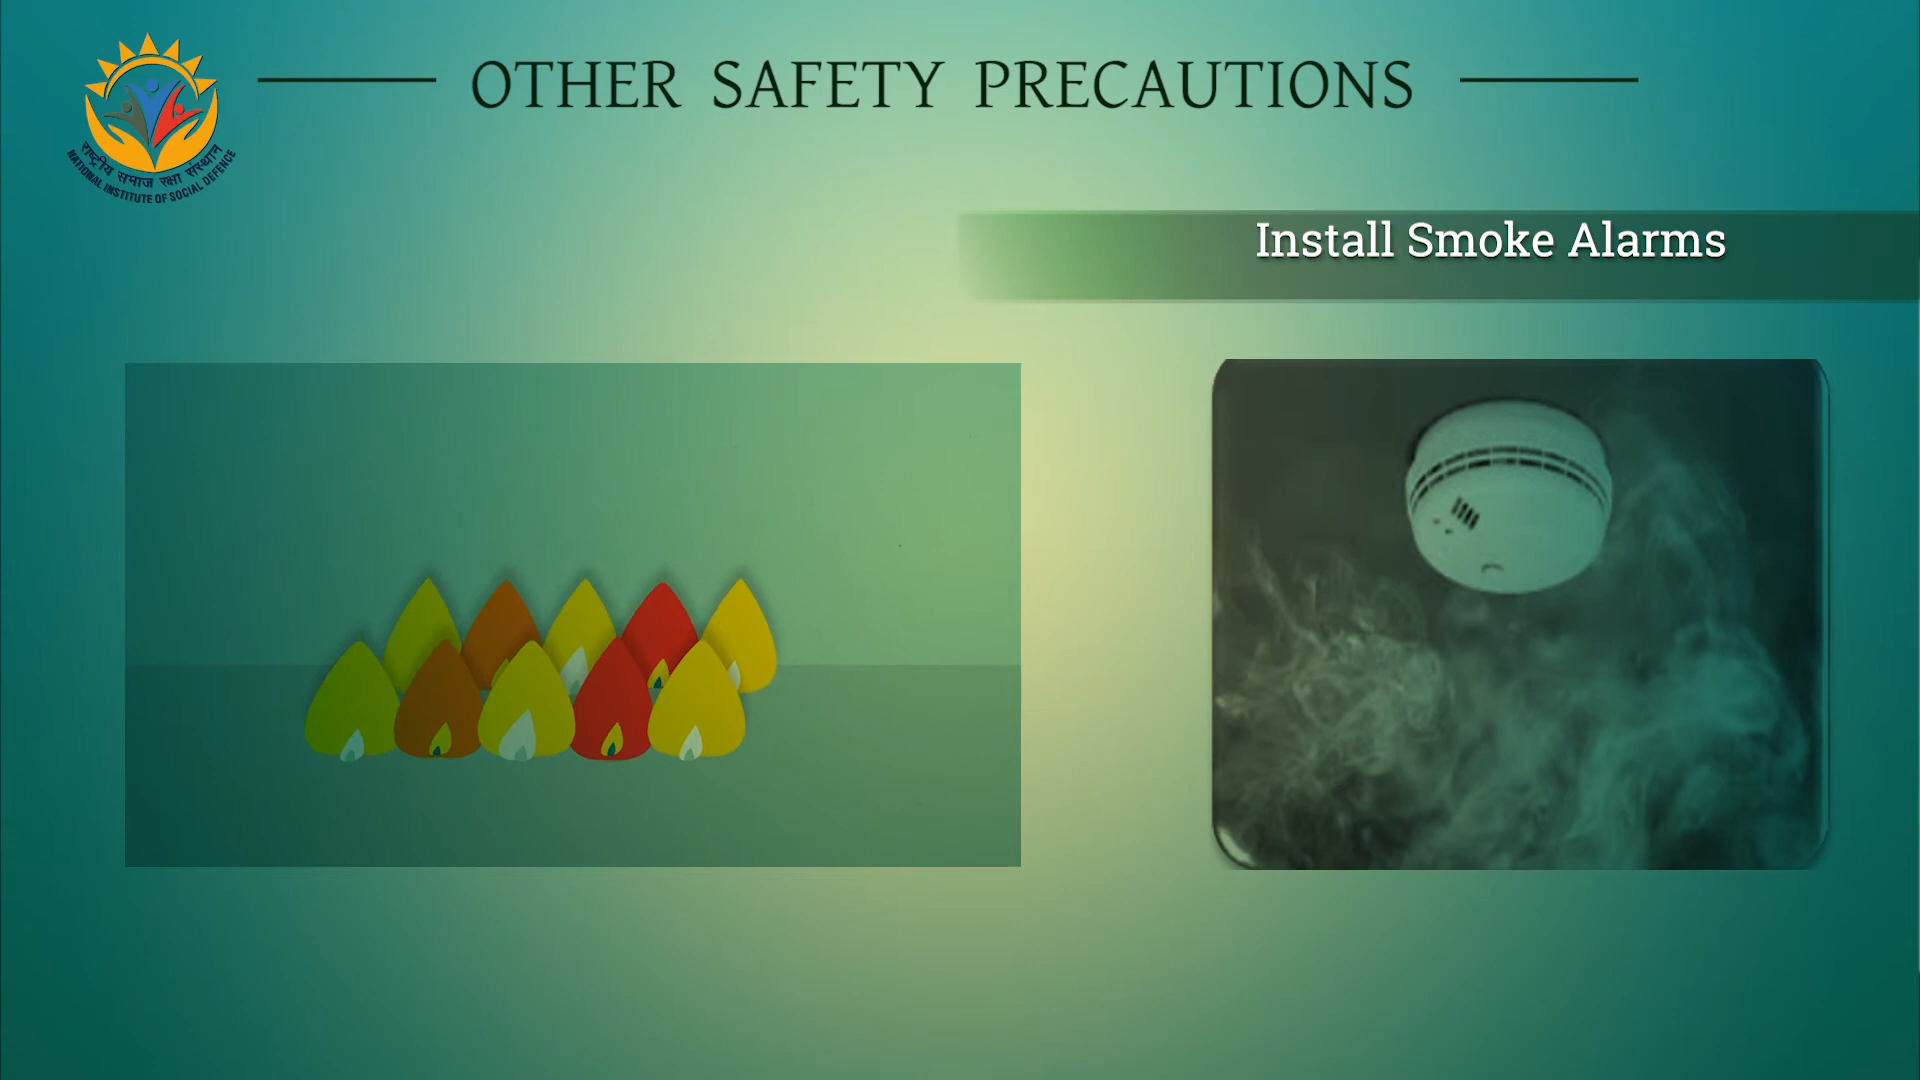 OTHER SAFETY PRECAUTIONS
राष्ट्रीय समाज रक्षा संस्थान
NATIONAL INSTITUTE OF SOCIAL DEFENCE
Install Smoke Alarms